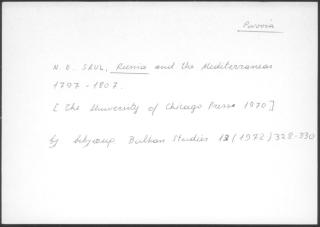 Ρωσσία
N. E. SAUL, Russia and the Mediterranean
1797 - 1807.
[The University of Chicago Press 1970]
Balkan Studies 13 (1972) 328-330